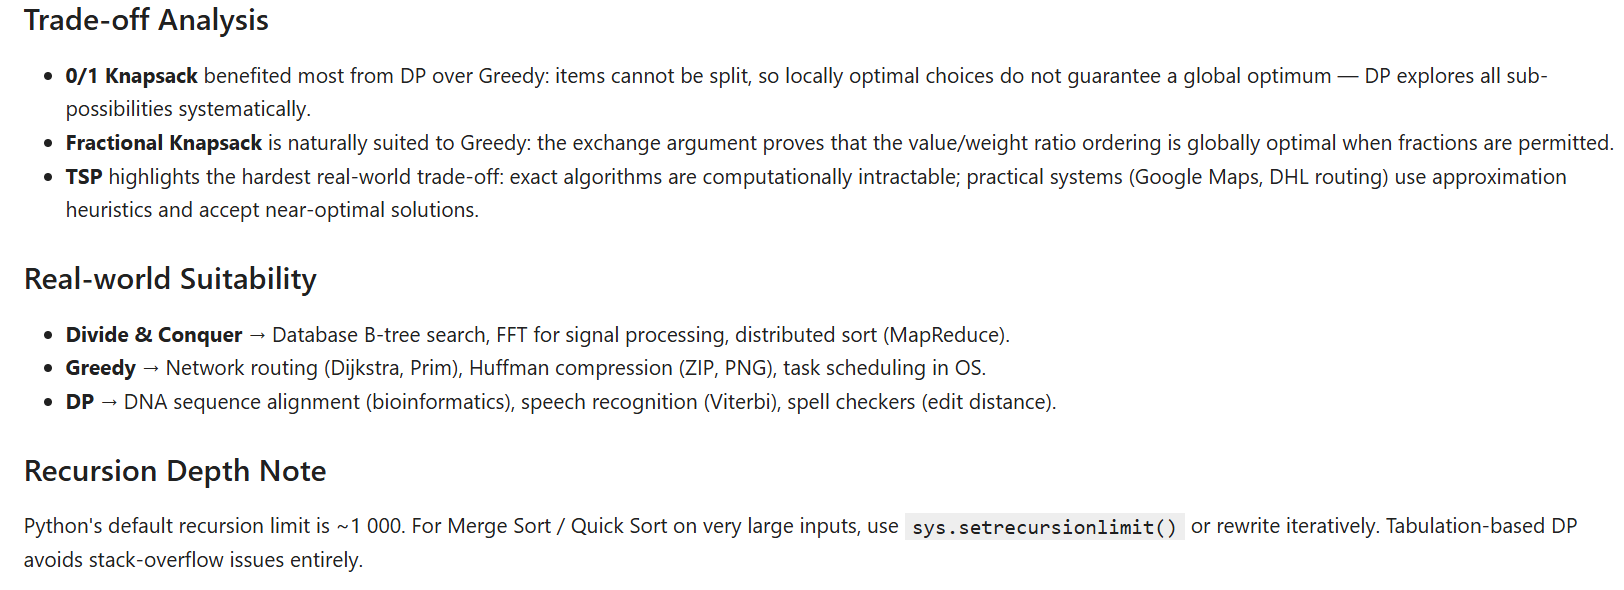 Trade-off Analysis
• 0/1 Knapsack benefited most from DP over Greedy: items cannot be split, so locally optimal choices do not guarantee a global optimum — DP explores all sub-
possibilities systematically.
• Fractional Knapsack is naturally suited to Greedy: the exchange argument proves that the value/weight ratio ordering is globally optimal when fractions are permitted.
• TSP highlights the hardest real-world trade-off: exact algorithms are computationally intractable; practical systems (Google Maps, DHL routing) use approximation
heuristics and accept near-optimal solutions.
Real-world Suitability
• Divide & Conquer → Database B-tree search, FFT for signal processing, distributed sort (MapReduce).
• Greedy → Network routing (Dijkstra, Prim), Huffman compression (ZIP, PNG), task scheduling in OS.
• DP → DNA sequence alignment (bioinformatics), speech recognition (Viterbi), spell checkers (edit distance).
Recursion Depth Note
Python's default recursion limit is ~1 000. For Merge Sort / Quick Sort on very large inputs, use sys.setrecursionlimit() or rewrite iteratively. Tabulation-based DP
avoids stack-overflow issues entirely.